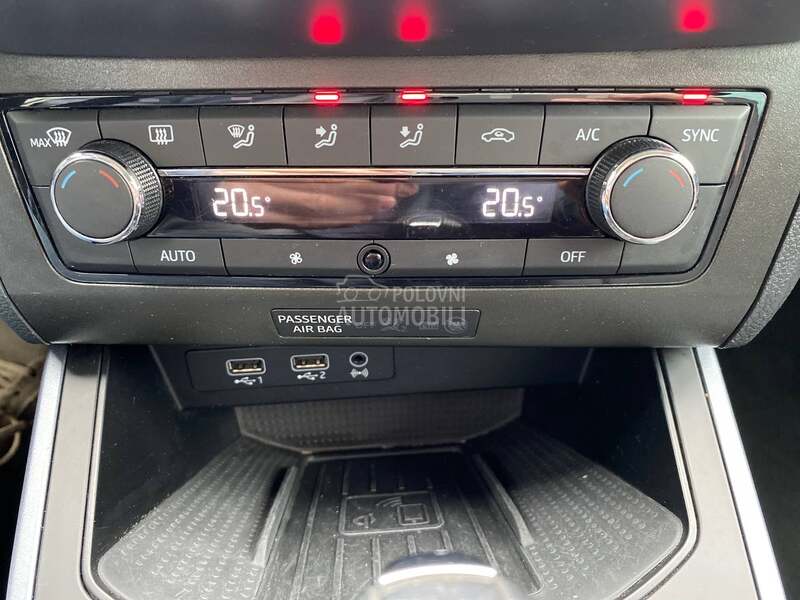 MAX
A/C
SYNC
20.5°
20.5°
AUTO
OFF
POLOVNI
AUTOMOBILI
PASSENGER
AIR BAG
1
2